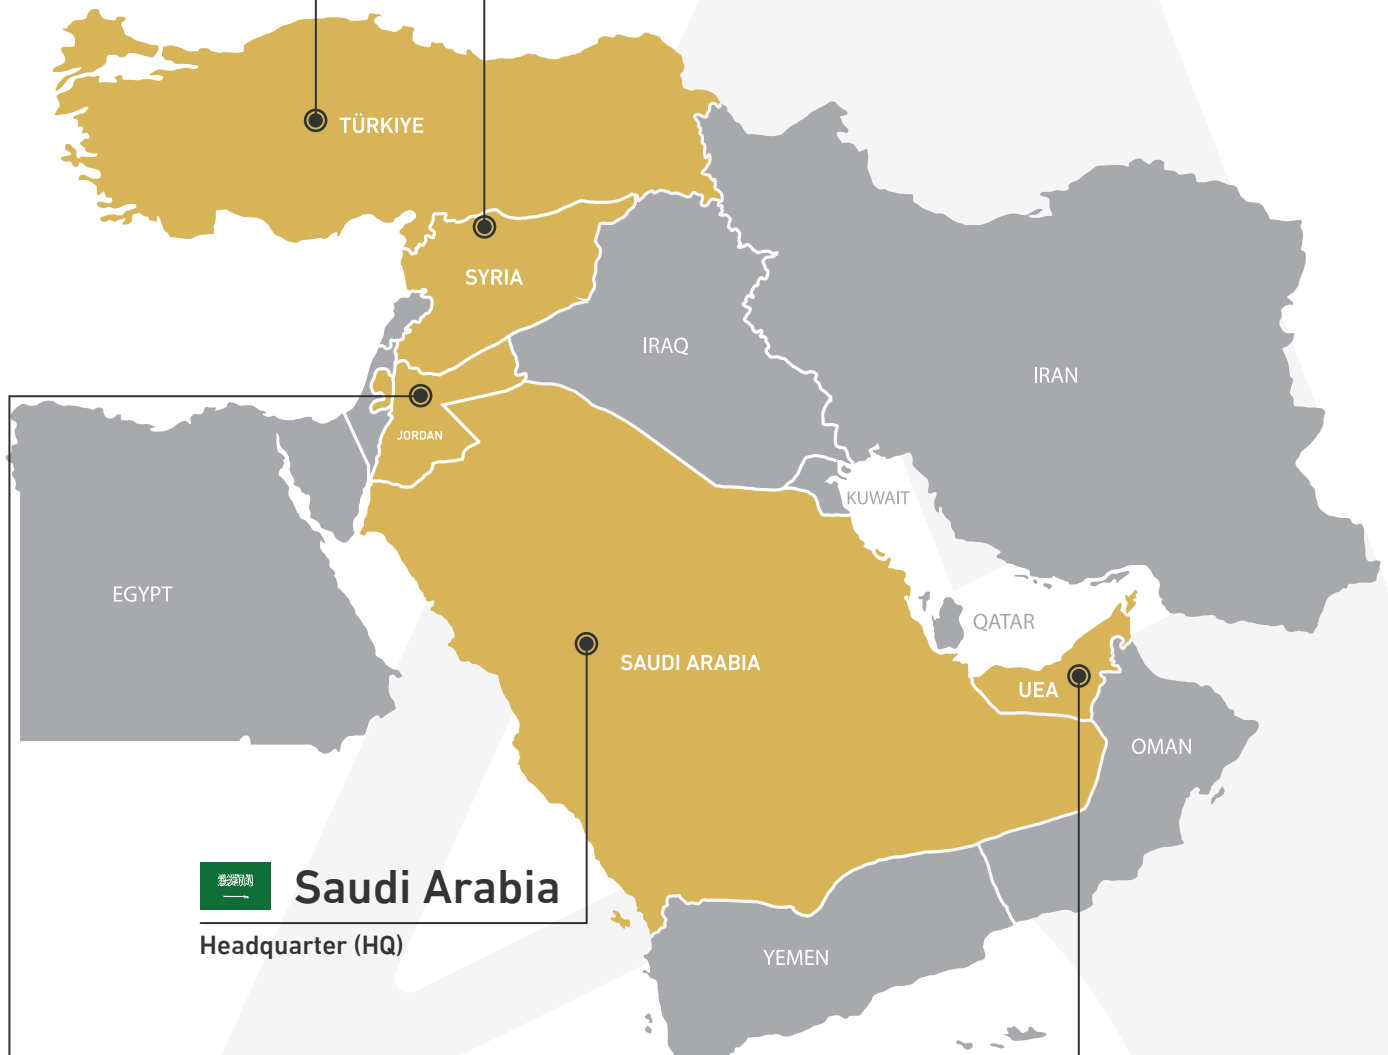 TÜRKIYE
SYRIA
IRAQ
IRAN
JORDAN
KUWAIT
EGYPT
QATAR
SAUDI ARABIA
UEA
OMAN
Saudi Arabia
Headquarter (HQ)
YEMEN